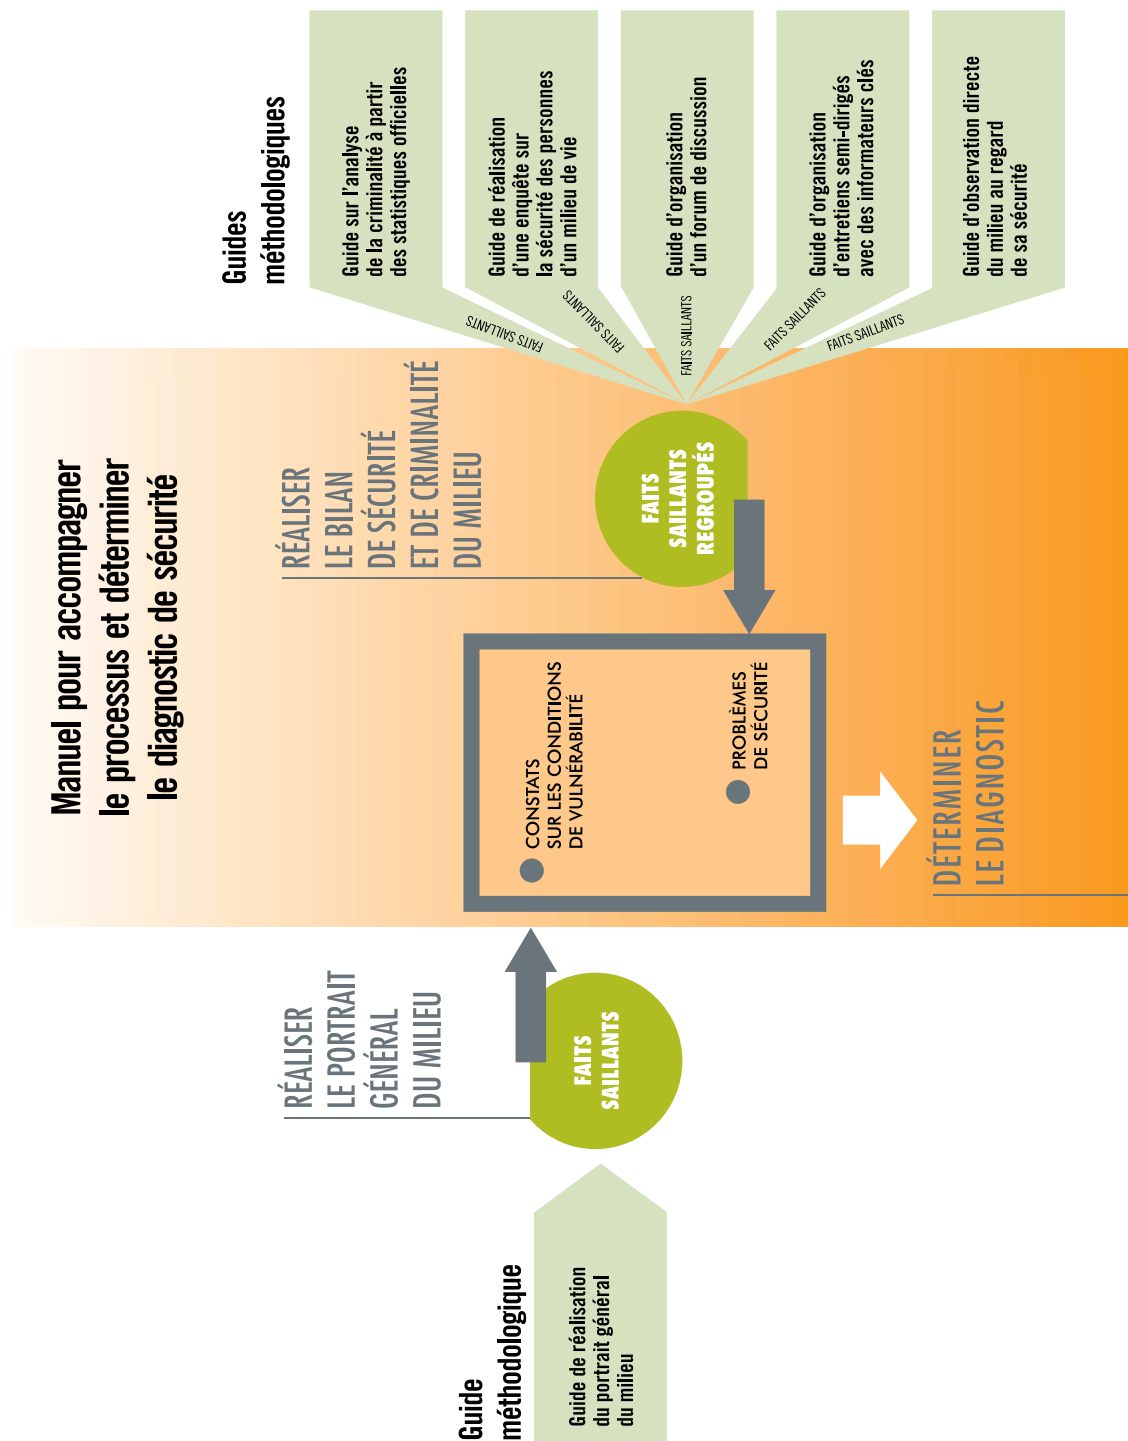 Manuel pour accompagner
le processus et déterminer
le diagnostic de sécurité
Guide
méthodologique
Guide de réalisation
du portrait général
du milieu
RÉALISER
LE PORTRAIT
GÉNÉRAL
DU MILIEU
FAITS
SAILLANTS
CONSTATS
SUR LES CONDITIONS
DE VULNÉRABILITÉ
PROBLÈMES
DE SÉCURITÉ
DÉTERMINER
LE DIAGNOSTIC
RÉALISER
LE BILAN
DE SÉCURITÉ
ET DE CRIMINALITÉ
DU MILIEU
FAITS
SAILLANTS
REGROUPÉS
Guides
méthodologiques
FAITS SAILLANTS
Guide sur l'analyse
de la criminalité à partir
des statistiques officielles
FAITS SAILLANTS
Guide de réalisation
d'une enquête sur
la sécurité des personnes
d'un milieu de vie
FAITS SAILLANTS
Guide d'organisation
d'un forum de discussion
FAITS SAILLANTS
Guide d'organisation
d'entretiens semi-dirigés
avec des informateurs clés
FAITS SAILLANTS
Guide d'observation directe
du milieu au regard
de sa sécurité